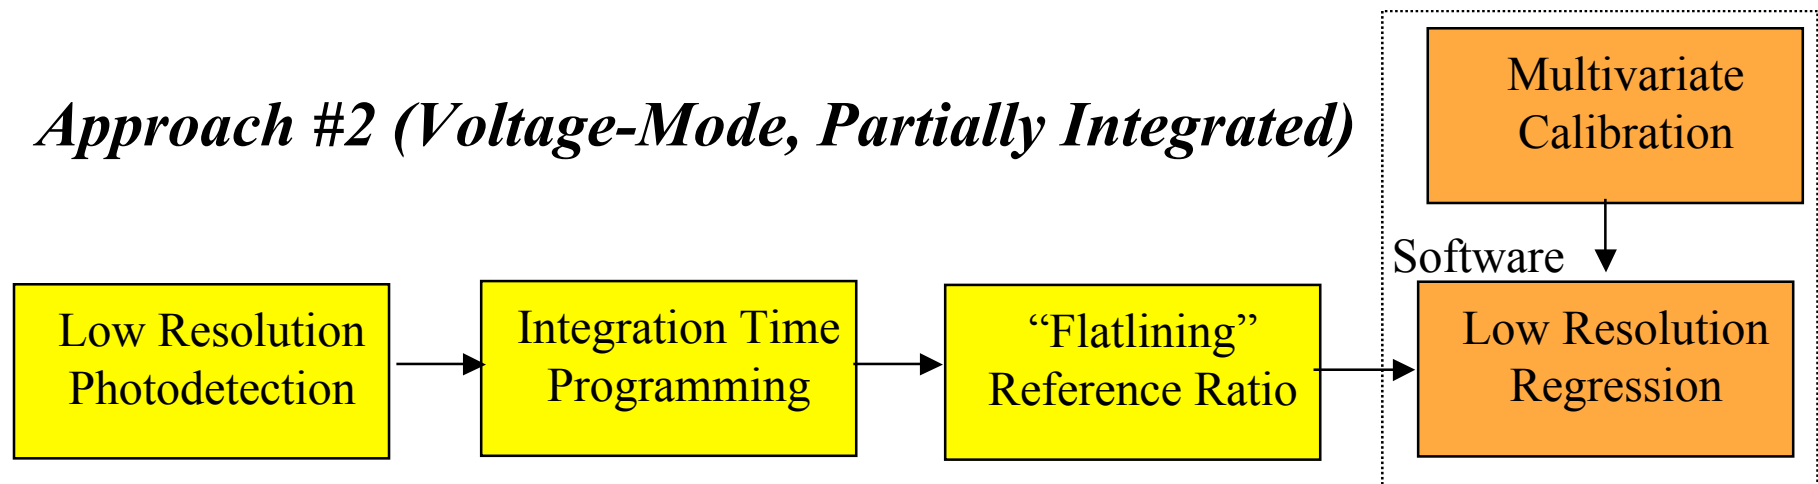 Approach #2 (Voltage-Mode, Partially Integrated)
Multivariate
Calibration
Software
Low Resolution
Photodetection
Integration Time
Programming
“Flatlining”
Reference Ratio
Low Resolution
Regression